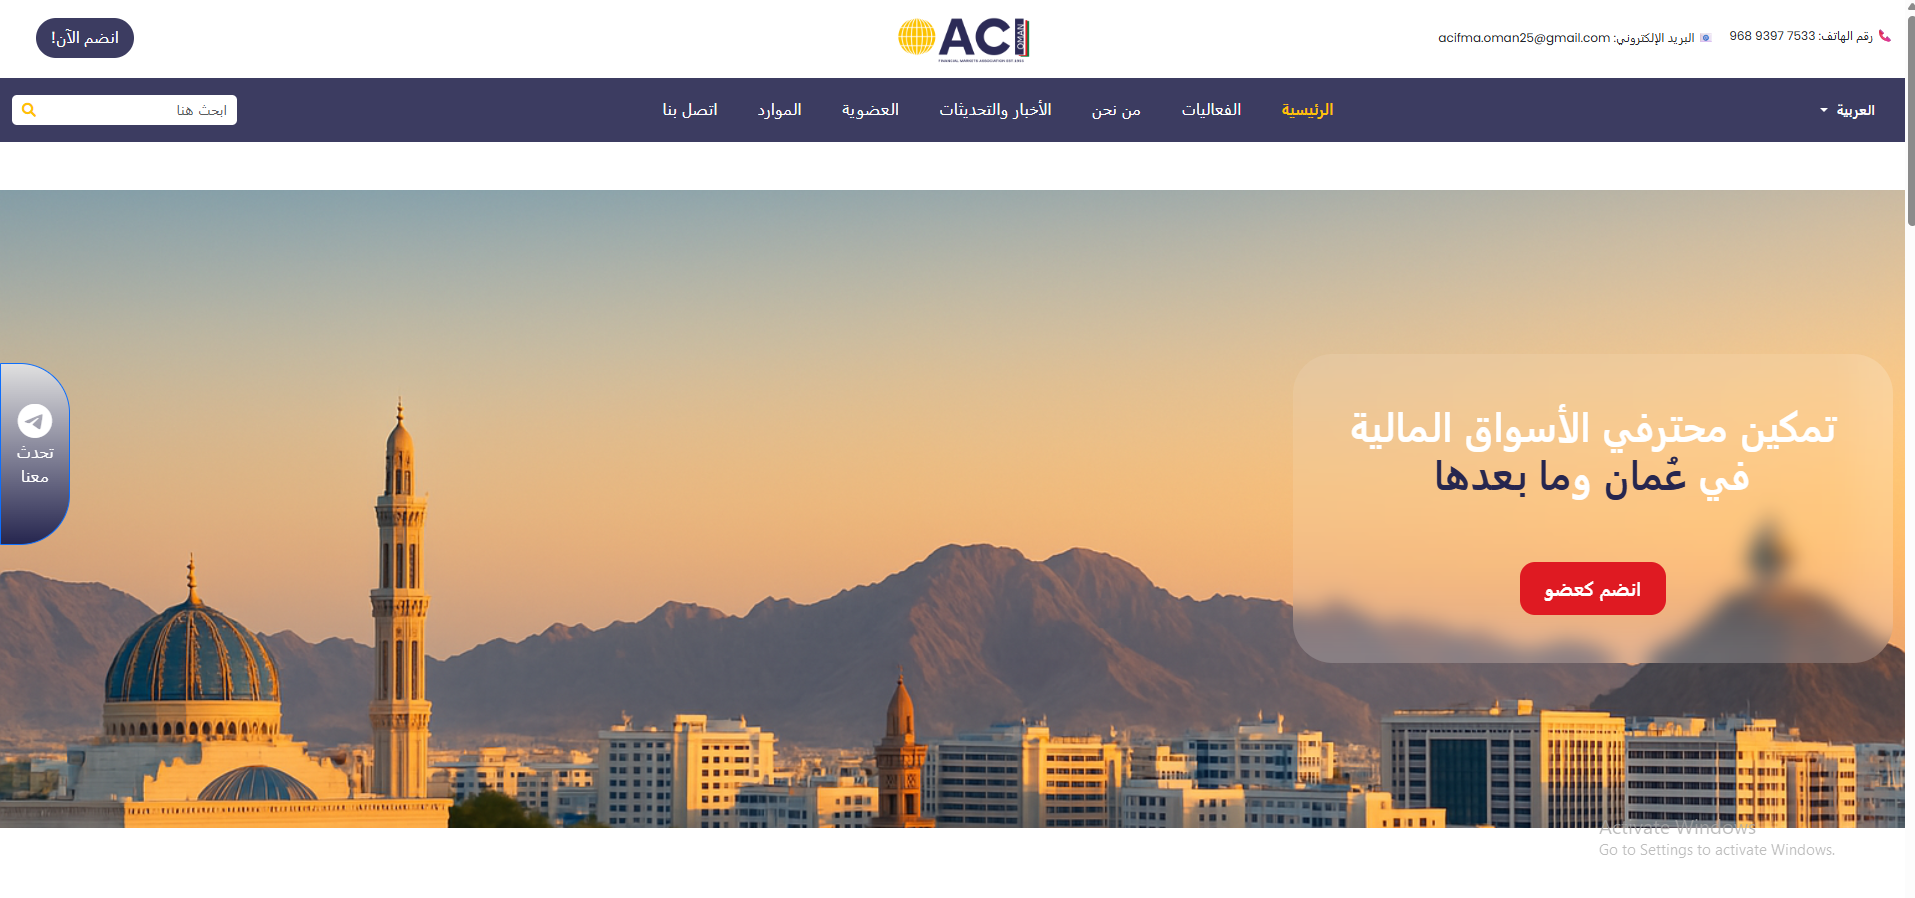 رقم الهاتف: 7533 9397 968
البريد الإلكتروني: acifma.oman25@gmail.com
ACI
OMAN
FINANCIAL MARKETS ASSOCIATION EST 1955
انضم الآن!
العربية
الرئيسية
الفعاليات
من نحن
الأخبار والتحديثات
العضوية
الموارد
اتصل بنا
ابحث هنا
تمكين محترفي الأسواق المالية
في عُمان وما بعدها
انضم كعضو
تحدث
معنا
Activate Windows
Go to Settings to activate Windows.